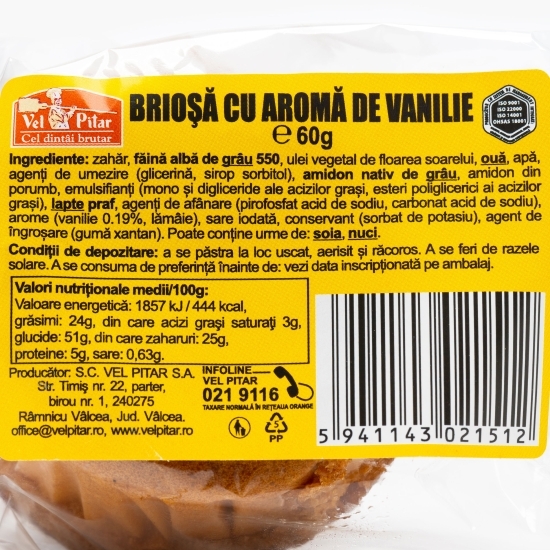 Vel Pitar
Cel dintâi brutar
BRIOȘĂ CU AROMĂ DE VANILIE
℮ 60g
ISO 9001
ISO 22000
ISO 14001
OHSAS 18001
Ingrediente: zahăr, făină albă de grâu 550, ulei vegetal de floarea soarelui, ouă, apă,
agenți de umezire (glicerină, sirop sorbitol), amidon nativ de grâu, amidon din
porumb, emulsifianți (mono și digliceride ale acizilor grași, esteri poliglicerici ai acizilor
grași), lapte praf, agenți de afânare (pirofosfat acid de sodiu, carbonat acid de sodiu),
arome (vanilie 0.19%, lămâie), sare iodată, conservant (sorbat de potasiu), agent de
îngroșare (gumă xantan). Poate conține urme de: soia, nuci.
Condiții de depozitare: a se păstra la loc uscat, aerisit și răcoros. A se feri de razele
solare. A se consuma de preferință înainte de: vezi data inscripționată pe ambalaj.
Valori nutriționale medii/100g:
Valoare energetică: 1857 kJ / 444 kcal,
grăsimi: 24g, din care acizi grași saturați 3g,
glucide: 51g, din care zaharuri: 25g,
proteine: 5g, sare: 0,63g.
Producător: S.C. VEL PITAR S.A.
Str. Timiș nr. 22, parter,
birou nr. 1, 240275
Râmnicu Vâlcea, Jud. Vâlcea.
office@velpitar.ro, www.velpitar.ro
INFOLINE
VEL PITAR
021 9116
TAXARE NORMALĂ ÎN REȚEAUA ORANGE
5
PP
5 941143 021512